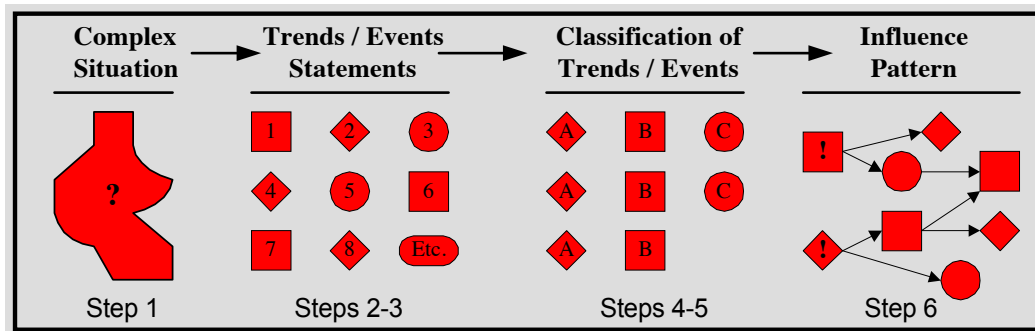 Complex
Situation
Trends / Events
Statements
Classification of
Trends / Events
Influence
Pattern
?
1 2 3
4 5 6
7 8 Etc.
A B C
A B C
A B
!
!
Step 1
Steps 2-3
Steps 4-5
Step 6